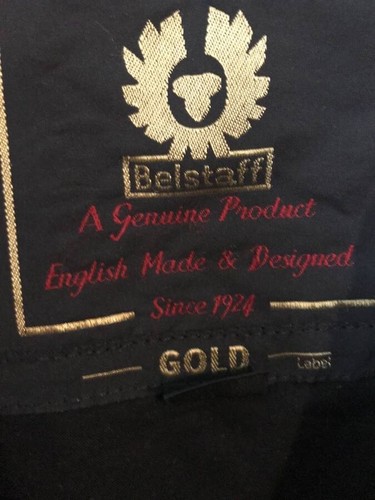 Belstaff
A Genuine Product
English Made & Designed
Since 1924
GOLD Label